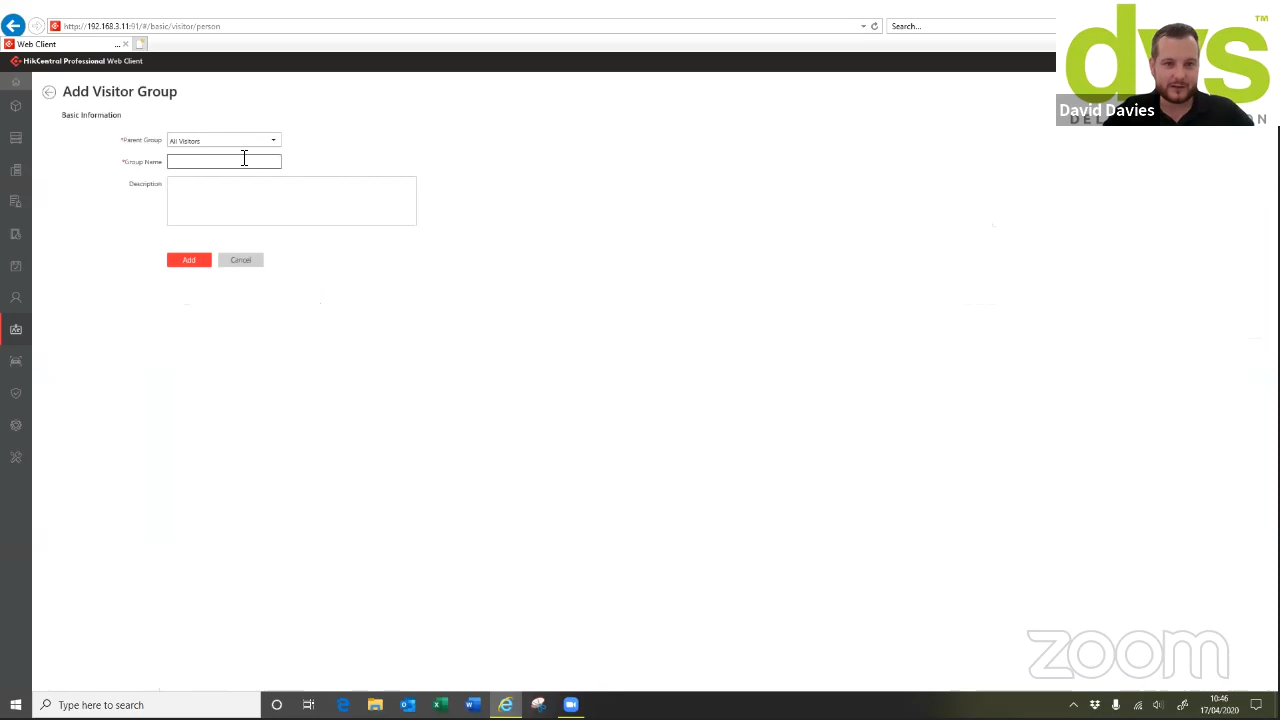 http://192.168.3.11:91/#/basic/visitor/person
Search...
Web Client
...
HikCentral Professional Web Client
dvs
TM
David Davies
Add Visitor Group
Basic Information
*Parent Group
All Visitors
*Group Name
Description
Add
Cancel
zoom
Type here to search
10:46
17/04/2020